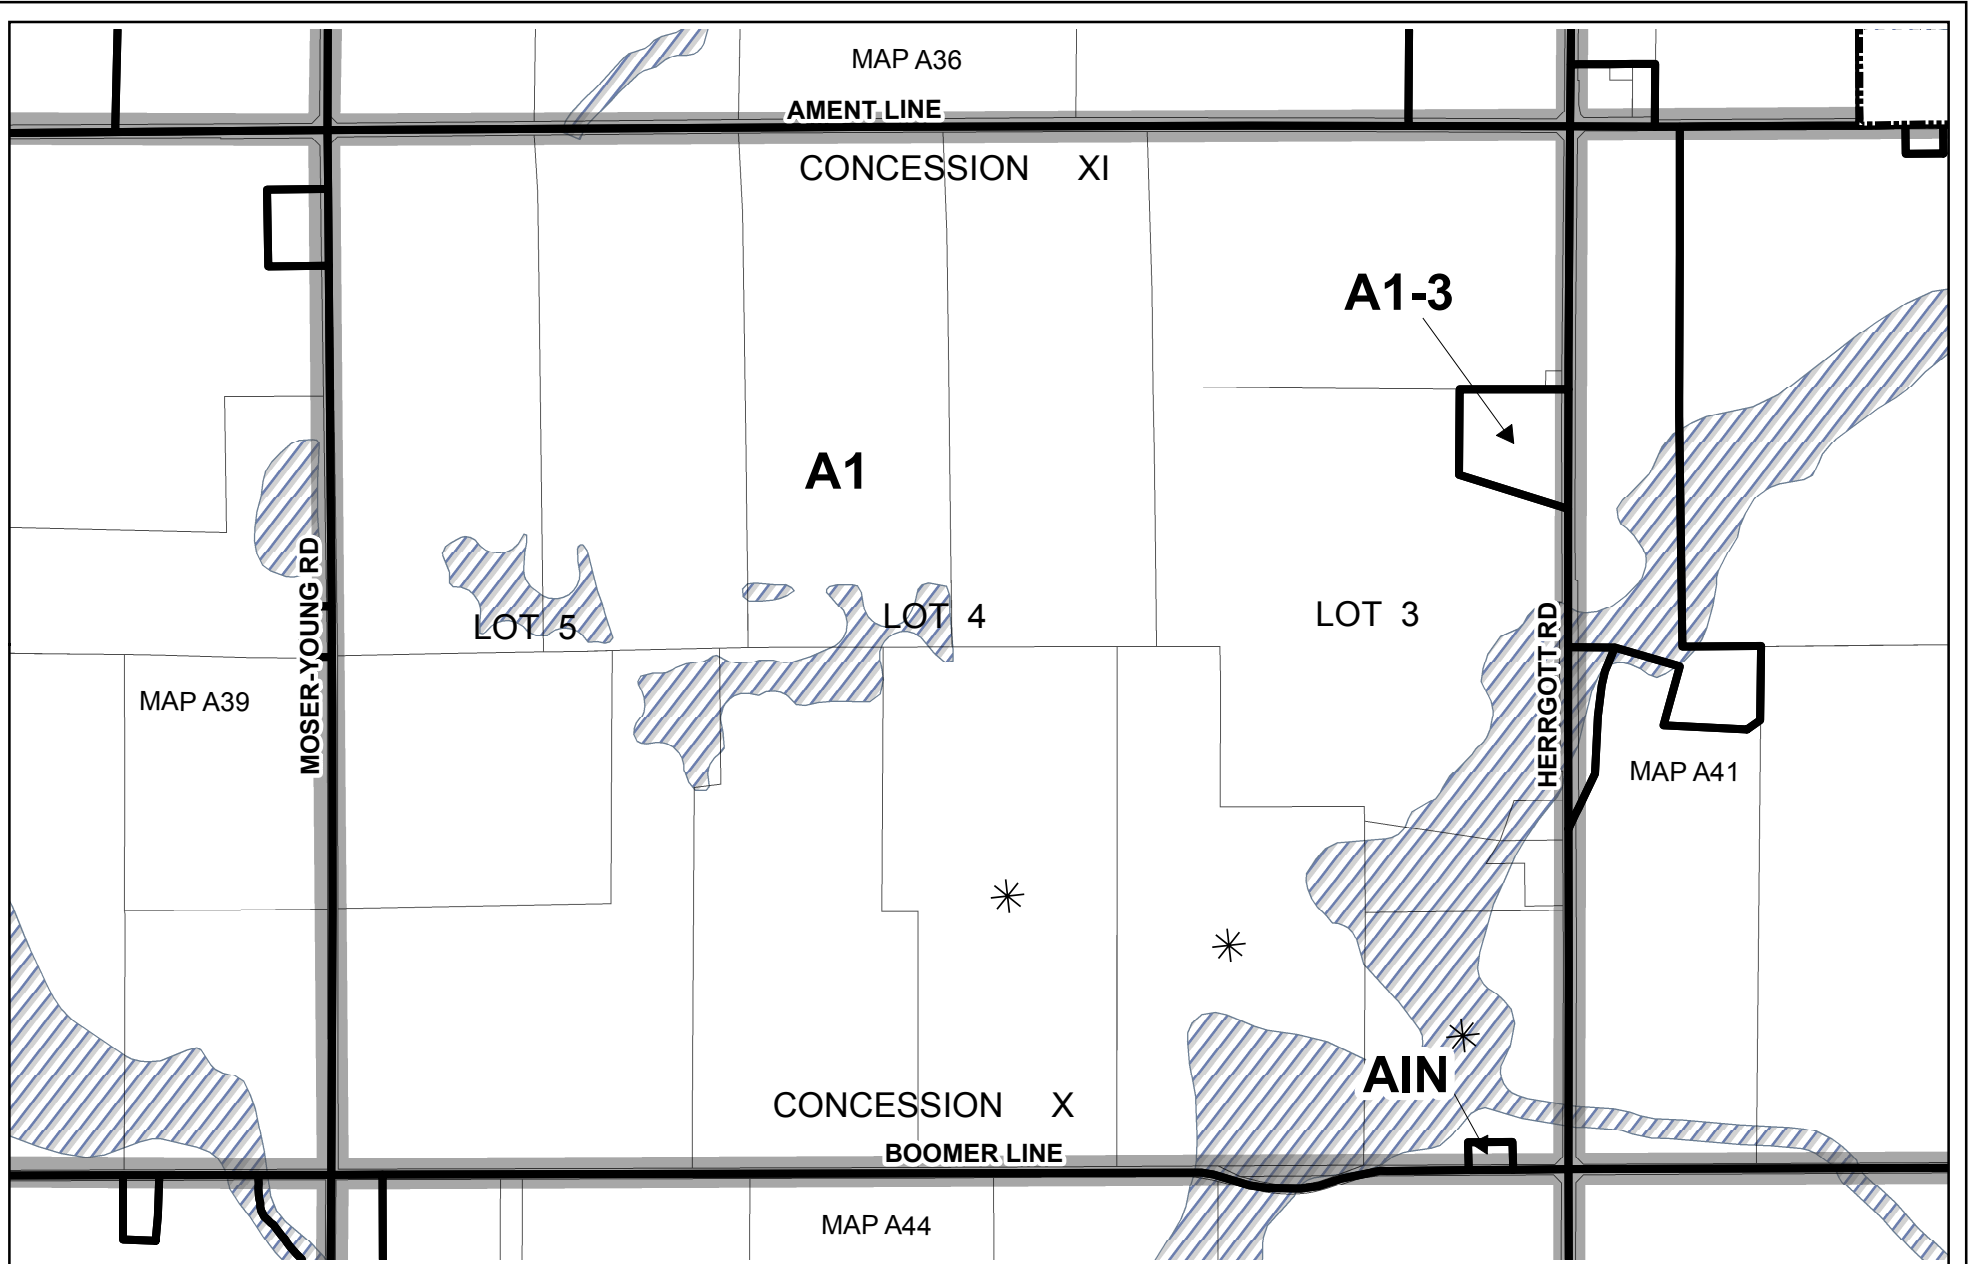 MAP A36
AMENT LINE
CONCESSION XI
A1-3
A1
LOT 5
LOT 4
LOT 3
MOSER-YOUNG RD
HERRGOTT RD
MAP A39
MAP A41
AIN
CONCESSION X
BOOMER LINE
MAP A44